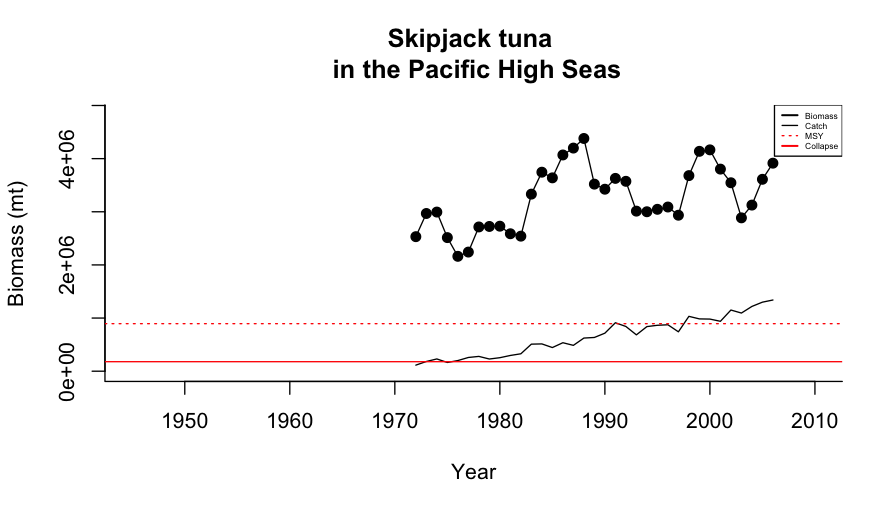 Skipjack tuna
in the Pacific High Seas
Biomass
Catch
MSY
Collapse
Biomass (mt)
4e+06
2e+06
0e+00
1950 1960 1970 1980 1990 2000 2010
Year